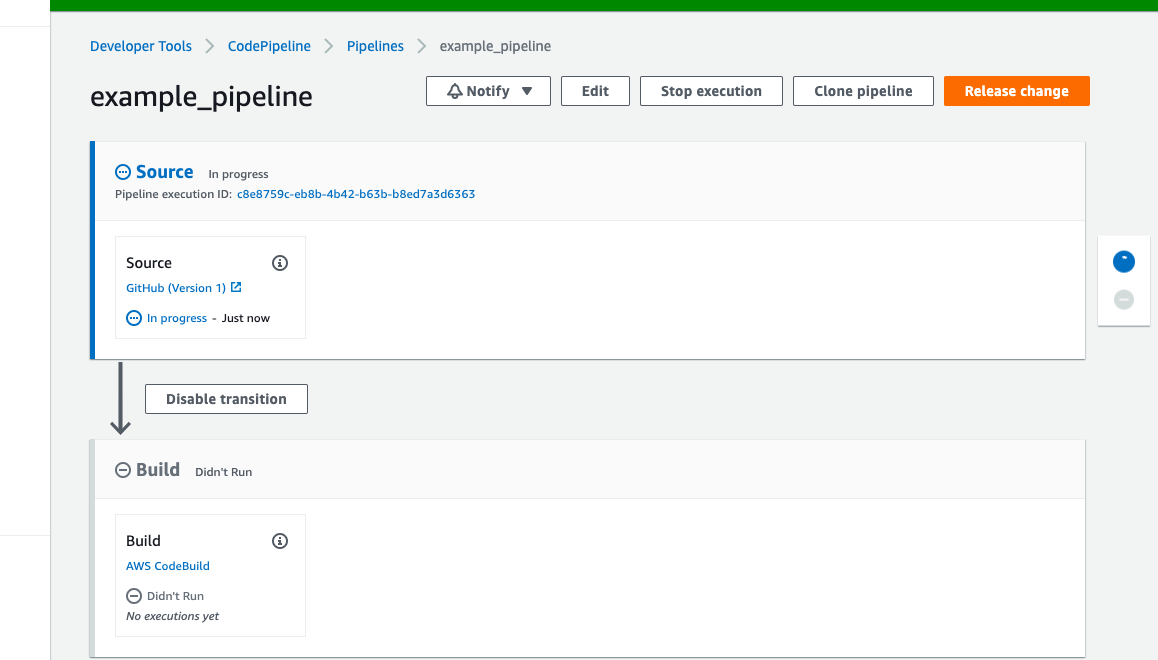 Developer Tools
CodePipeline
Pipelines
example_pipeline
example_pipeline
Notify
Edit
Stop execution
Clone pipeline
Release change
Source In progress
Pipeline execution ID: c8e8759c-eb8b-4b42-b63b-b8ed7a3d6363
Source
GitHub (Version 1)
In progress - Just now
Disable transition
Build Didn't Run
Build
AWS CodeBuild
Didn't Run
No executions yet